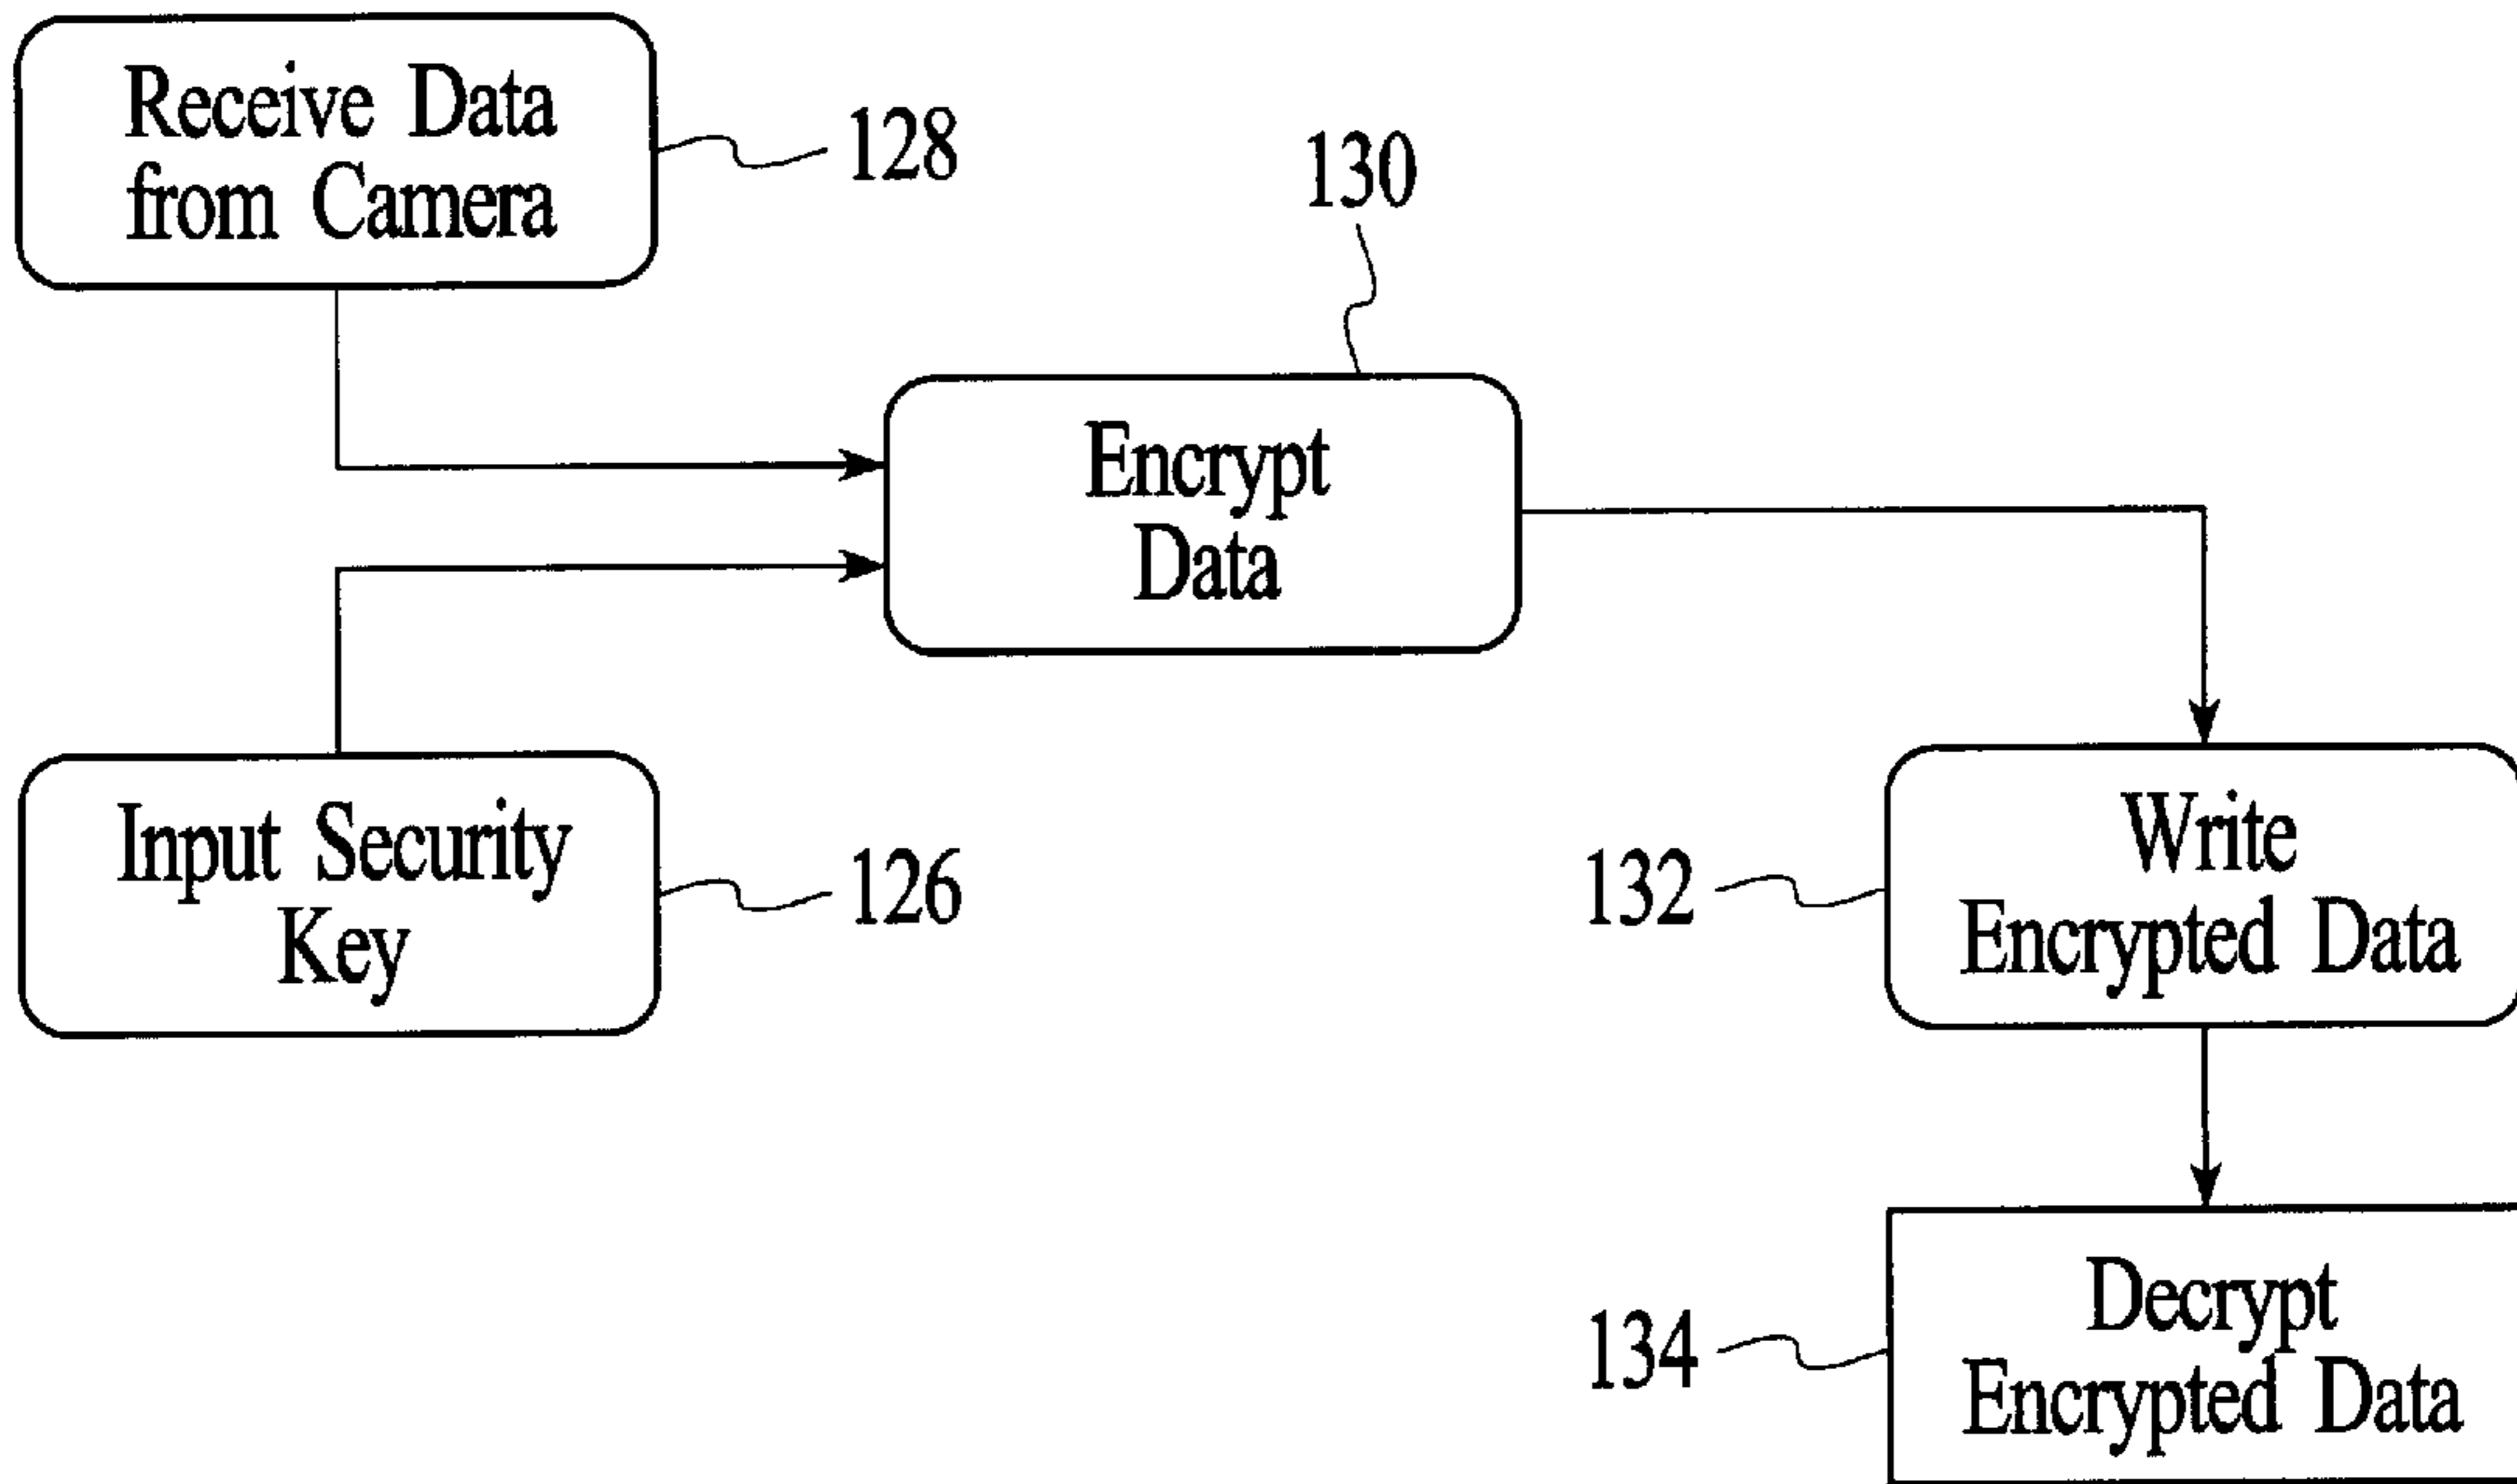 Receive Data
from Camera
128
130
Encrypt
Data
Input Security
Key
126
132
Write
Encrypted Data
134
Decrypt
Encrypted Data